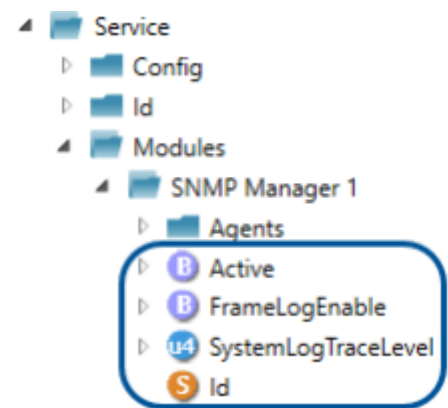 Service
Config
Id
Modules
SNMP Manager 1
Agents
B Active
B FrameLogEnable
u4 SystemLogTraceLevel
S Id